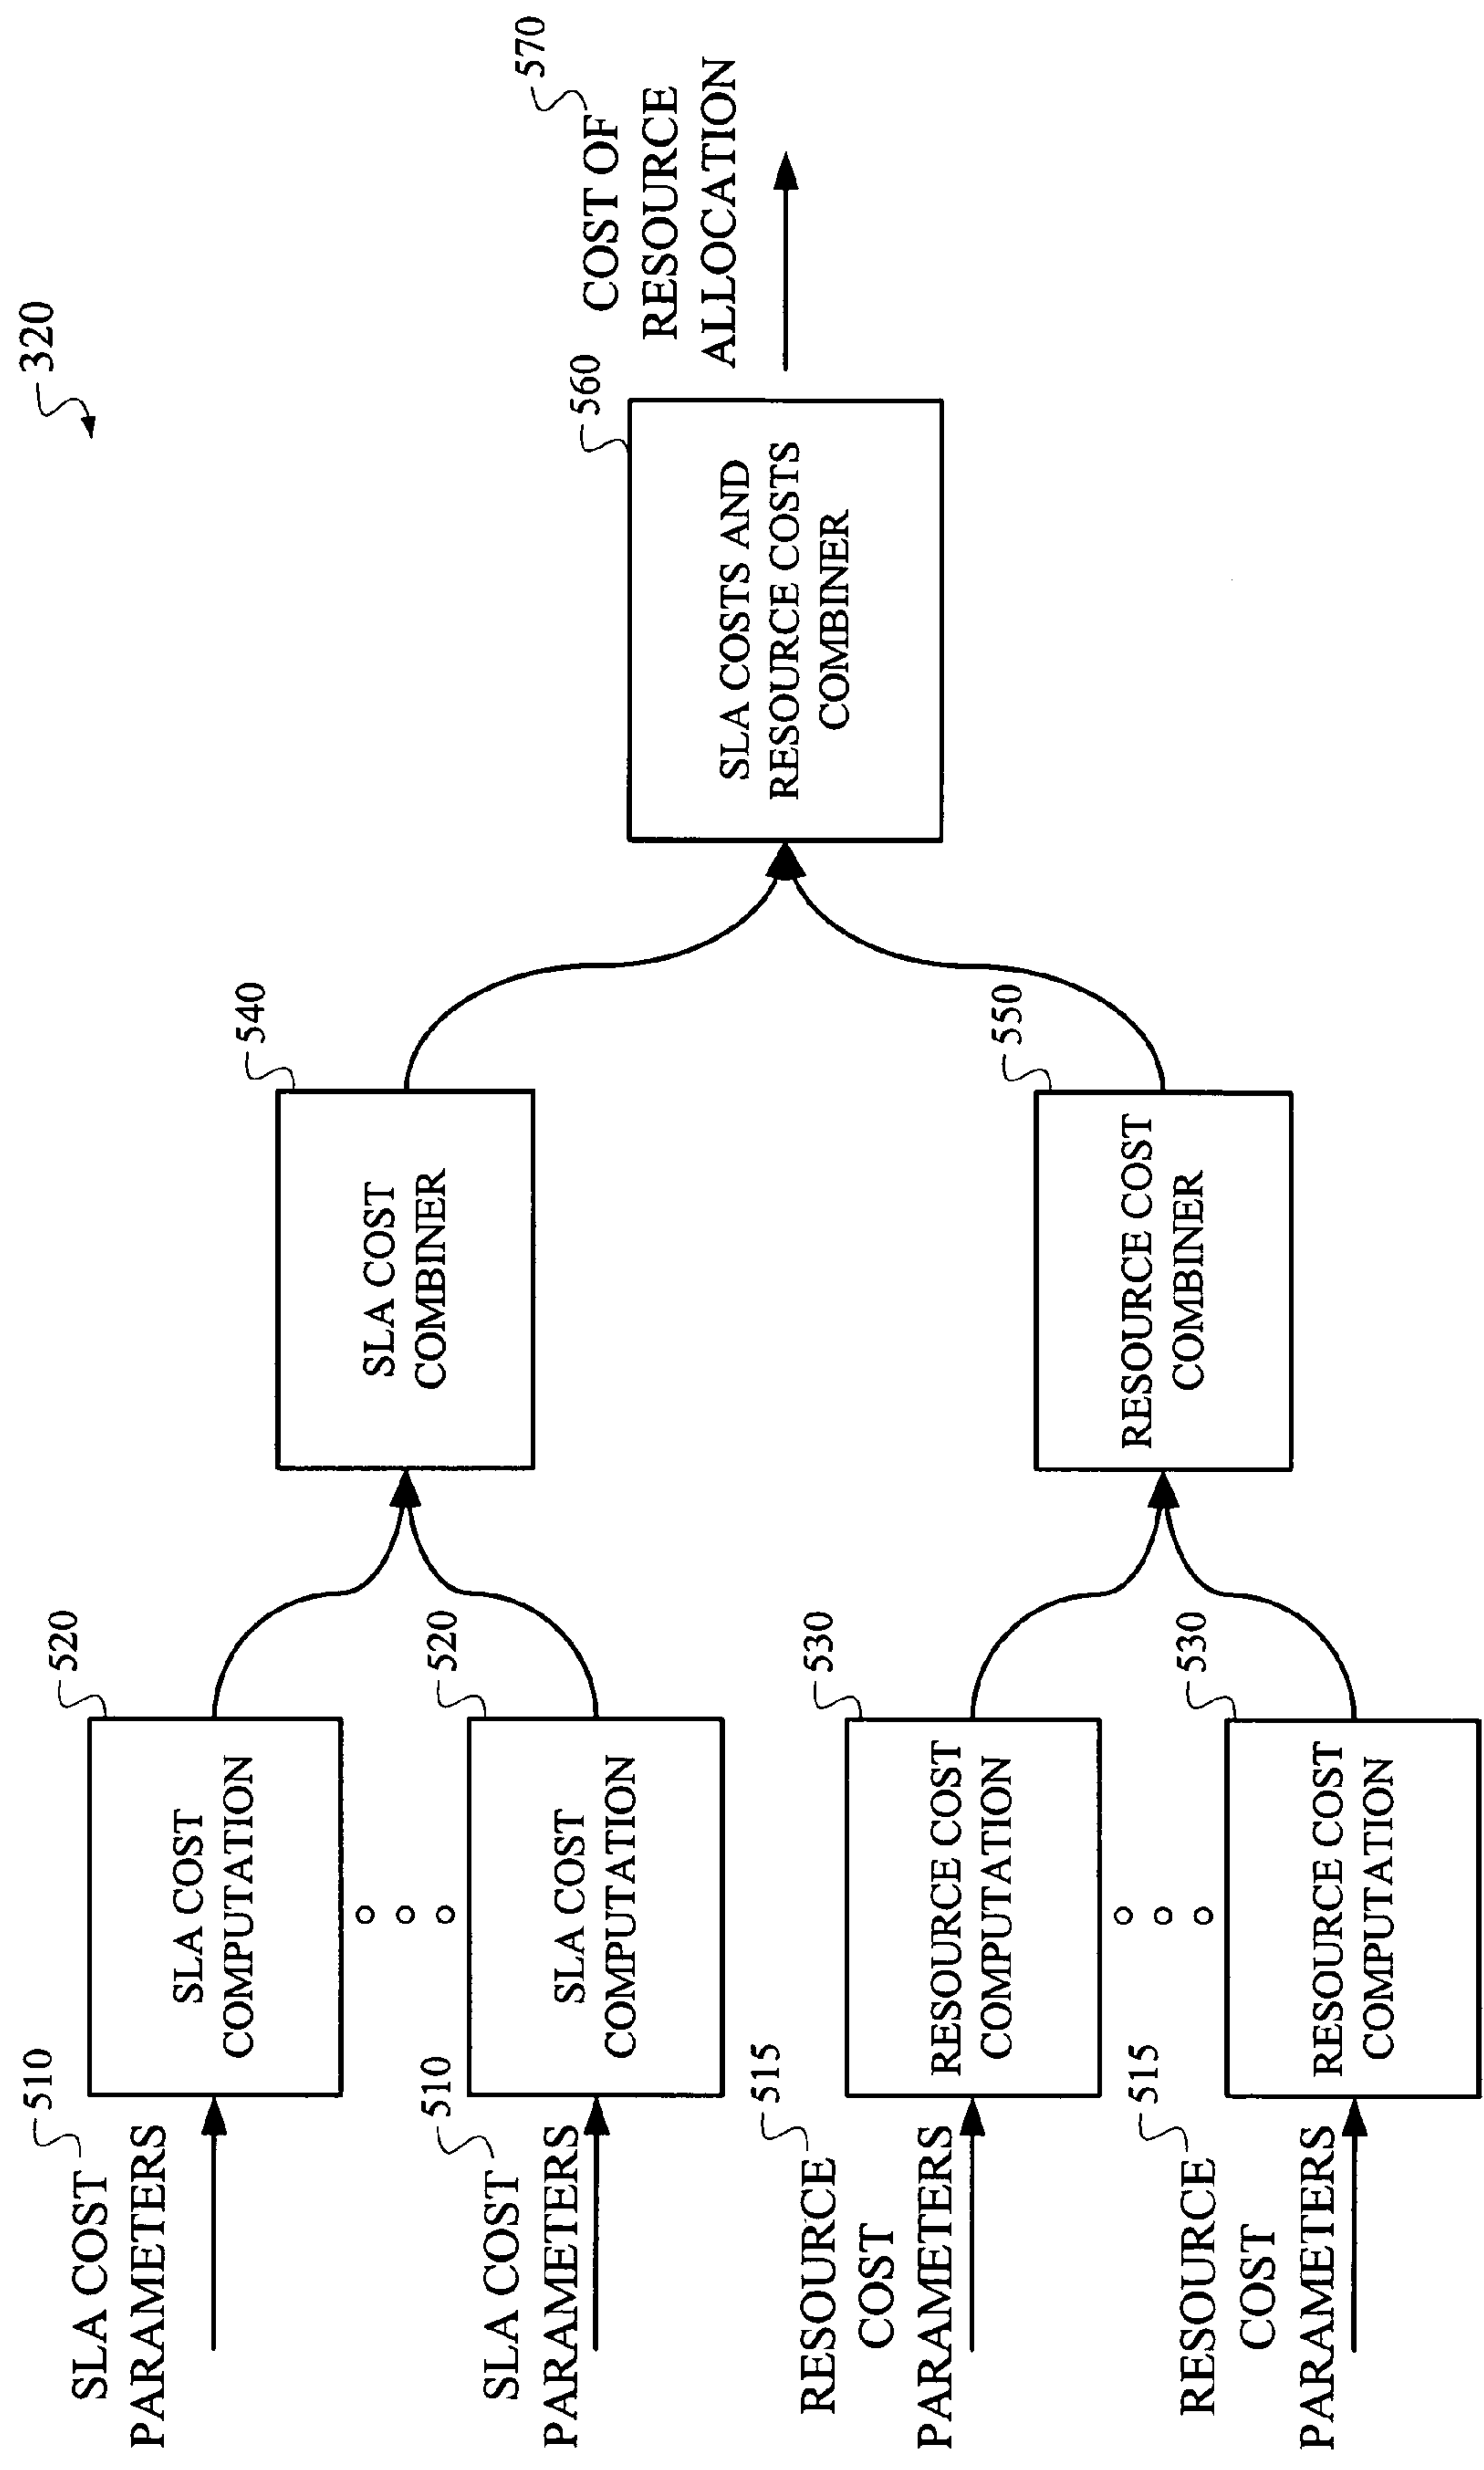 320
510
SLA COST
PARAMETERS
520
SLA COST
COMPUTATION
510
SLA COST
PARAMETERS
520
SLA COST
COMPUTATION
515
RESOURCE
COST
PARAMETERS
530
RESOURCE COST
COMPUTATION
515
RESOURCE
COST
PARAMETERS
530
RESOURCE COST
COMPUTATION
540
SLA COST
COMBINER
550
RESOURCE COST
COMBINER
560
SLA COSTS AND
RESOURCE COSTS
COMBINER
570
COST OF
RESOURCE
ALLOCATION